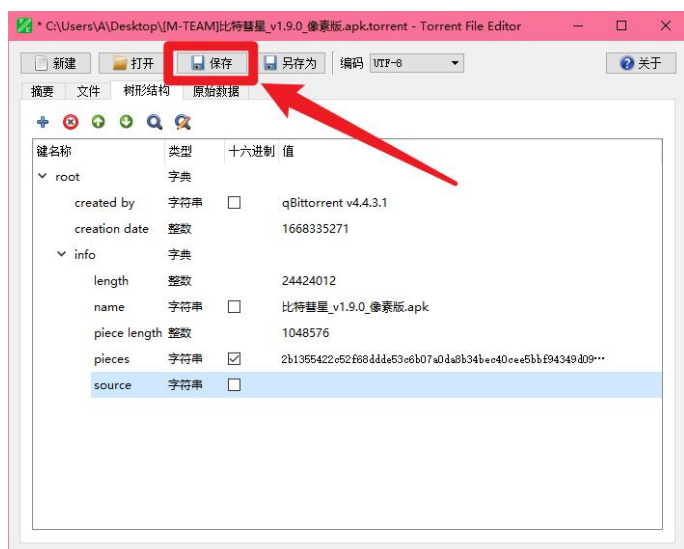 * C:\Users\A\Desktop\[M-TEAM]比特彗星_v1.9.0_像素版.apk.torrent - Torrent File Editor
新建 打开 保存 另存为 编码 UTF-8 关于
摘要 文件 树形结构 原始数据
键名称 类型 十六进制 值
root 字典
created by 字符串 qBittorrent v4.4.3.1
creation date 整数 1668335271
info 字典
length 整数 24424012
name 字符串 比特彗星_v1.9.0_像素版.apk
piece length 整数 1048576
pieces 字符串 2b1355422c52f68ddde53c6b07a0da8b34bec40cee5bbf94349d09···
source 字符串